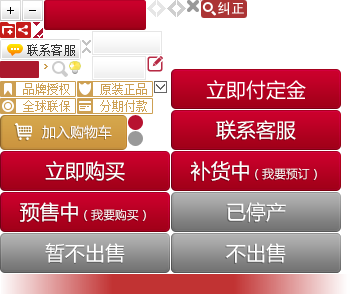 纠正
联系客服
品牌授权 原装正品
全球联保 分期付款
立即付定金
加入购物车
联系客服
立即购买
补货中(我要预订)
预售中(我要购买)
已停产
暂不出售
不出售